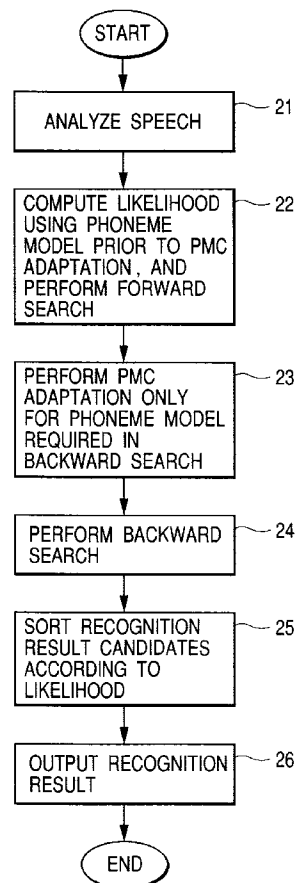 START
ANALYZE SPEECH
21
COMPUTE LIKELIHOOD
USING PHONEME
MODEL PRIOR TO PMC
ADAPTATION, AND
PERFORM FORWARD
SEARCH
22
PERFORM PMC
ADAPTATION ONLY
FOR PHONEME MODEL
REQUIRED IN
BACKWARD SEARCH
23
PERFORM BACKWARD
SEARCH
24
SORT RECOGNITION
RESULT CANDIDATES
ACCORDING TO
LIKELIHOOD
25
OUTPUT RECOGNITION
RESULT
26
END